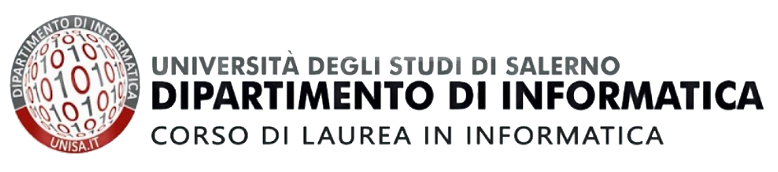 DIPARTIMENTO DI INFORMATICA
UNISA.IT
UNIVERSITÀ DEGLI STUDI DI SALERNO
DIPARTIMENTO DI INFORMATICA
CORSO DI LAUREA IN INFORMATICA